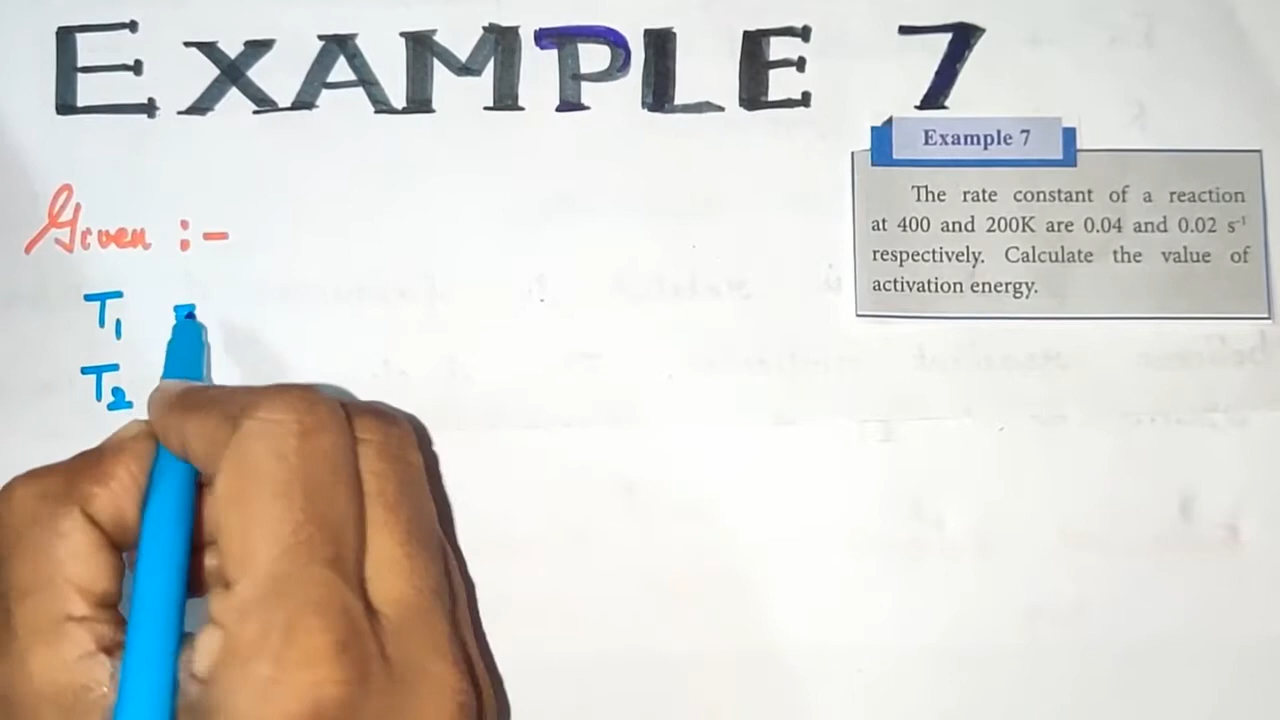 EXAMPLE 7
Example 7
The rate constant of a reaction
at 400 and 200K are 0.04 and 0.02 s⁻¹
respectively. Calculate the value of
activation energy.
Given :-
T₁ =
T₂